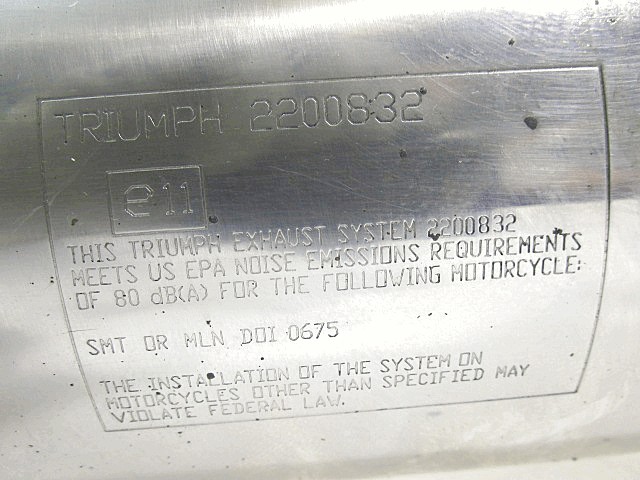 TRIUMPH 2200832
e11
THIS TRIUMPH EXHAUST SYSTEM 2200832
MEETS US EPA NOISE EMISSIONS REQUIREMENTS
OF 80 dB(A) FOR THE FOLLOWING MOTORCYCLE:
SMT OR MLN DOI 0675
THE INSTALLATION OF THE SYSTEM ON
MOTORCYCLES OTHER THAN SPECIFIED MAY
VIOLATE FEDERAL LAW.